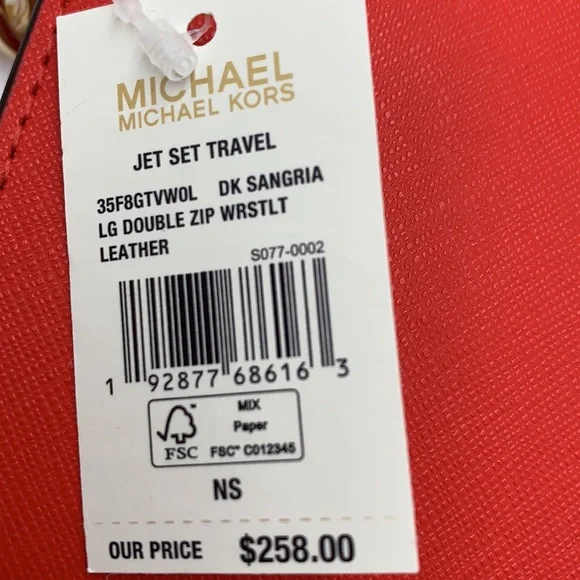 MICHAEL
MICHAEL KORS
JET SET TRAVEL
35F8GTVW0L DK SANGRIA
LG DOUBLE ZIP WRSTLT
LEATHER
S077-0002
1 92877 68616 3
FSC
MIX
Paper
FSC™ C012345
NS
OUR PRICE $258.00